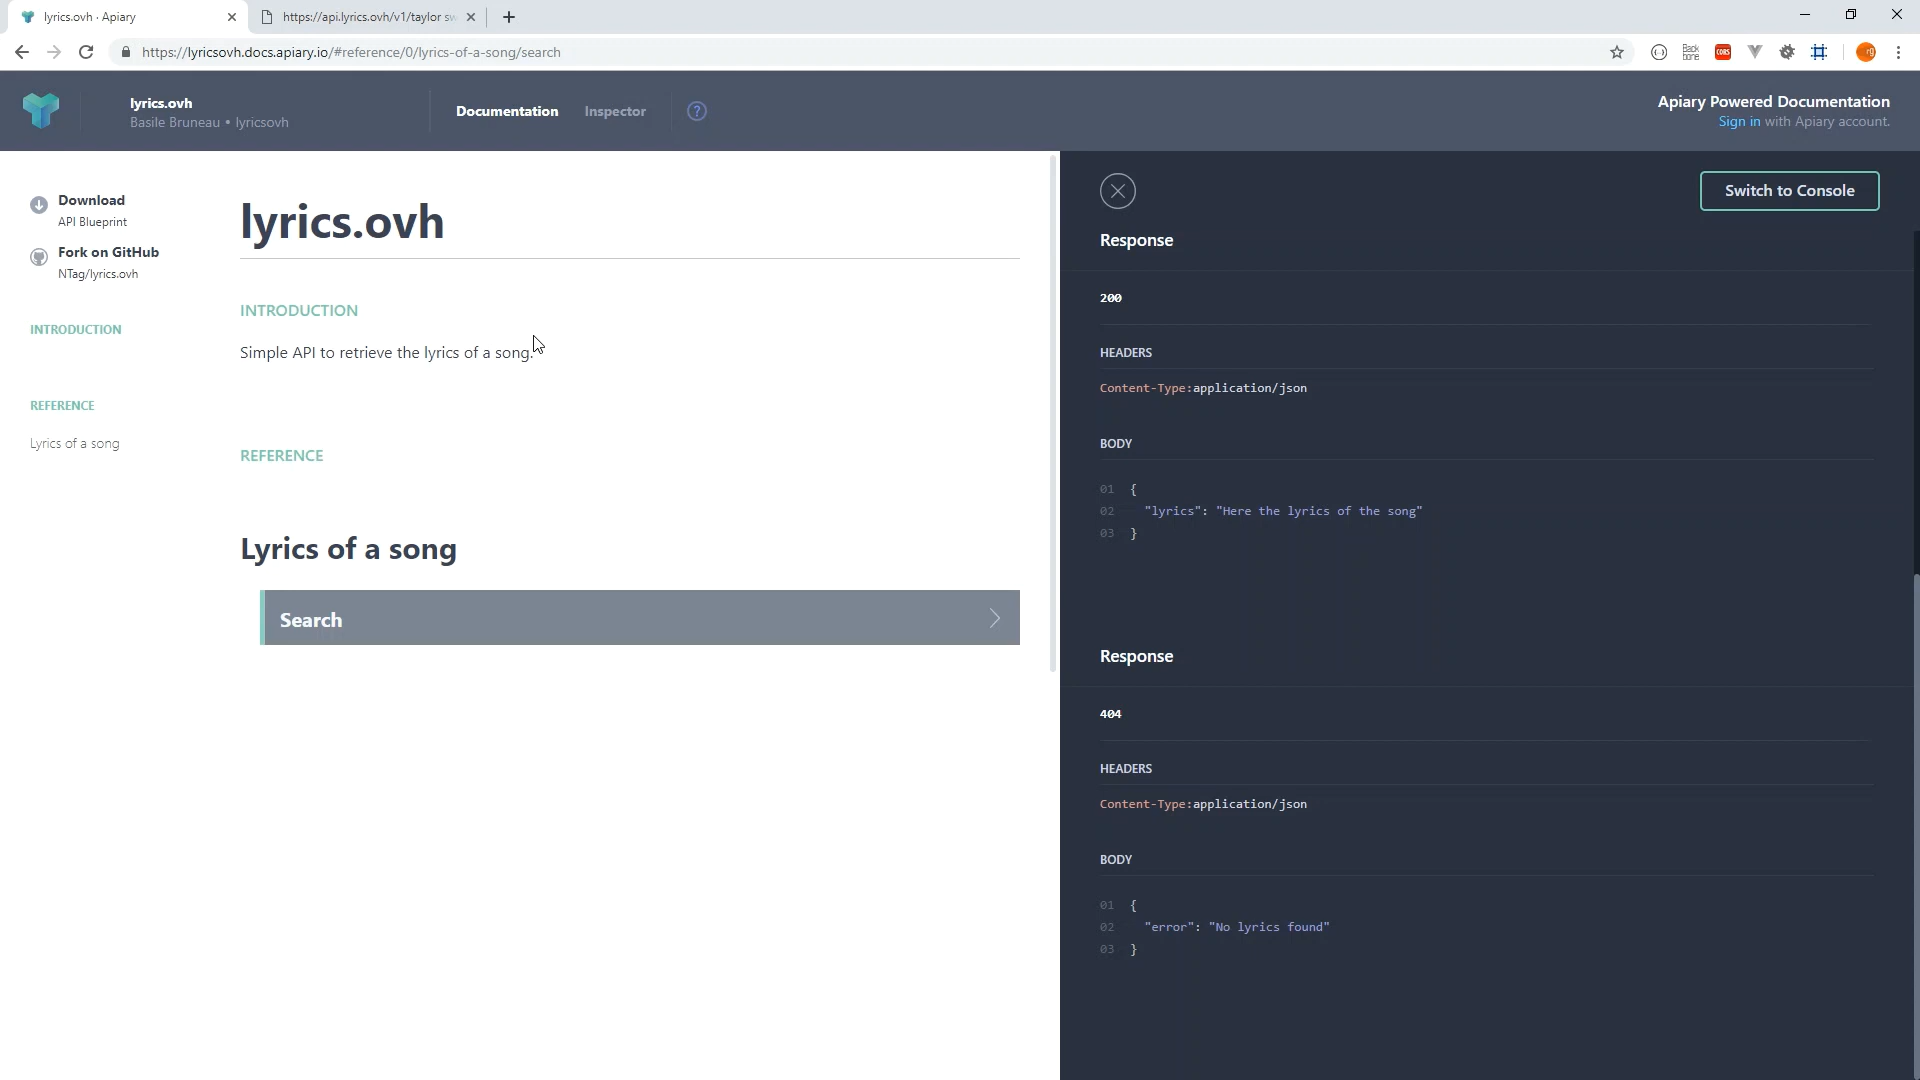 lyrics.ovh · Apiary
https://api.lyrics.ovh/v1/taylor sw
https://lyricsovh.docs.apiary.io/#reference/0/lyrics-of-a-song/search
CORS
lyrics.ovh
Basile Bruneau • lyricsovh
Documentation
Inspector
?
Apiary Powered Documentation
Sign in with Apiary account.
Download
API Blueprint
Fork on GitHub
NTag/lyrics.ovh
INTRODUCTION
REFERENCE
Lyrics of a song
lyrics.ovh
INTRODUCTION
Simple API to retrieve the lyrics of a song.
REFERENCE
Lyrics of a song
Search
Switch to Console
Response
200
HEADERS
Content-Type:application/json
BODY
01 {
02 "lyrics": "Here the lyrics of the song"
03 }
Response
404
HEADERS
Content-Type:application/json
BODY
01 {
02 "error": "No lyrics found"
03 }